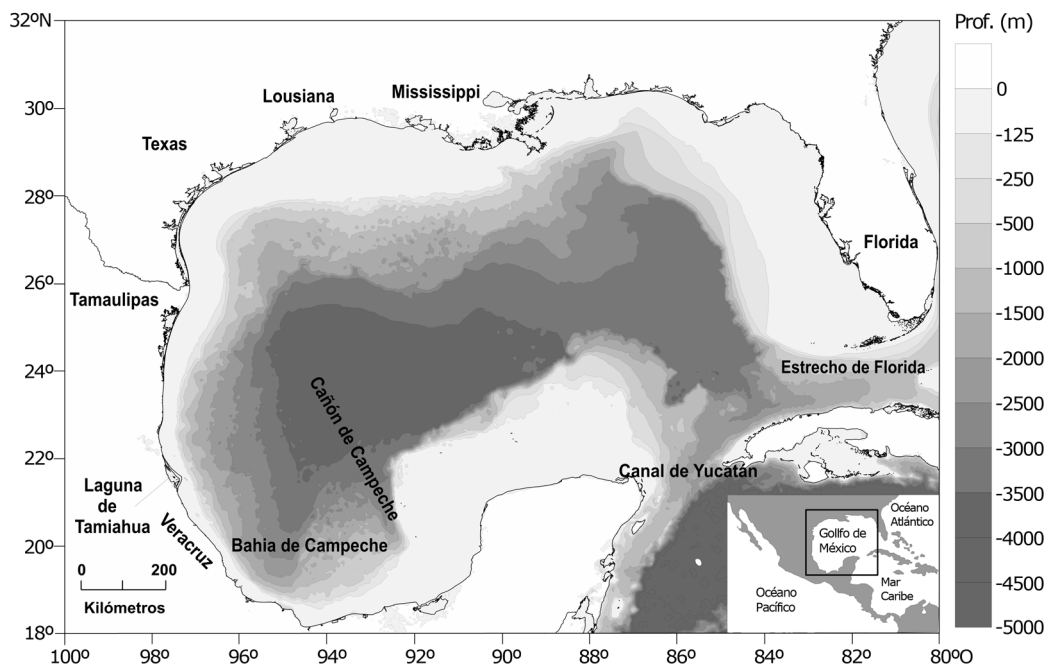 32ºN
30º
28º
26º
24º
22º
20º
18º
100º
98º
96º
94º
92º
90º
88º
86º
84º
82º
80º
Lousiana
Mississippi
Texas
Florida
Tamaulipas
Estrecho de Florida
Cañón de Campeche
Canal de Yucatán
Laguna
de
Tamiahua
Veracruz
Bahia de Campeche
0 200
Kilómetros
Océano
Atlántico
Gollfo de
México
Mar
Caribe
Océano
Pacífico
Prof. (m)
0
-125
-250
-500
-1000
-1500
-2000
-2500
-3000
-3500
-4000
-4500
-5000